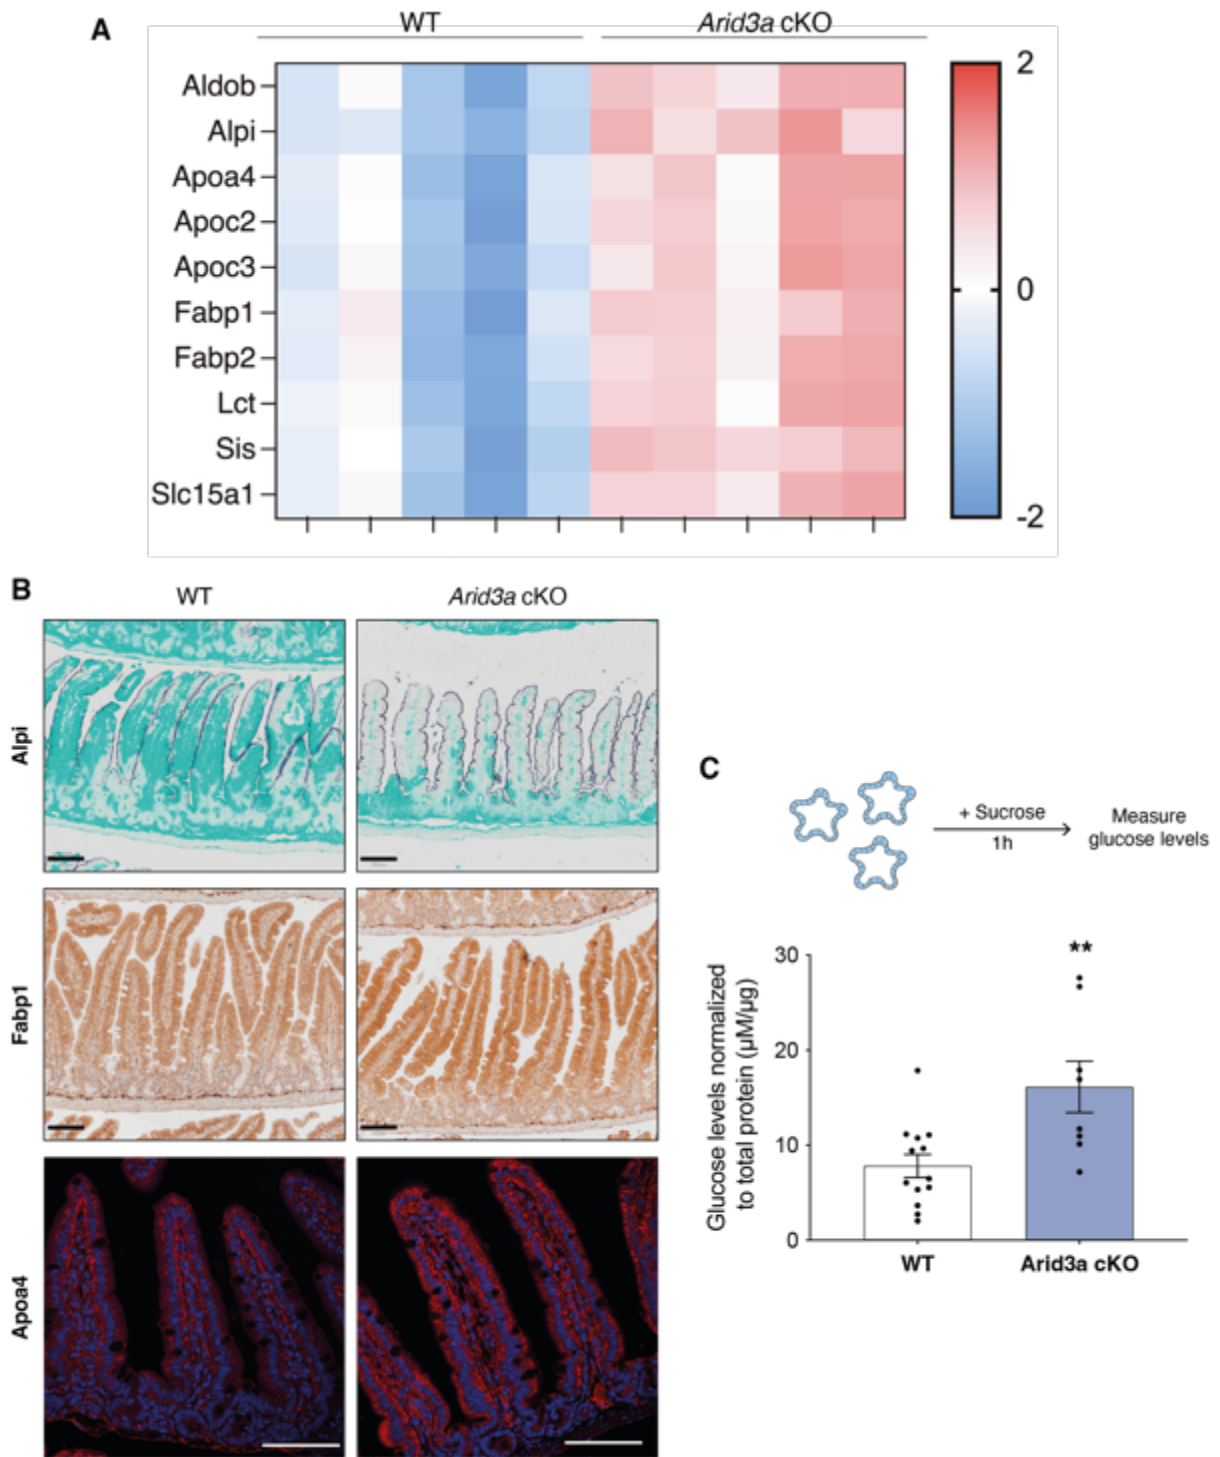 A
WT
Arid3a cKO
Aldob
Alpi
Apoa4
Apoc2
Apoc3
Fabp1
Fabp2
Lct
Sis
Slc15a1
2
0
-2
B
WT
Arid3a cKO
Alpi
Fabp1
Apoa4
C
+ Sucrose
1h
Measure
glucose levels
Glucose levels normalized
to total protein (μM/μg)
30
20
10
0
**
WT
Arid3a cKO